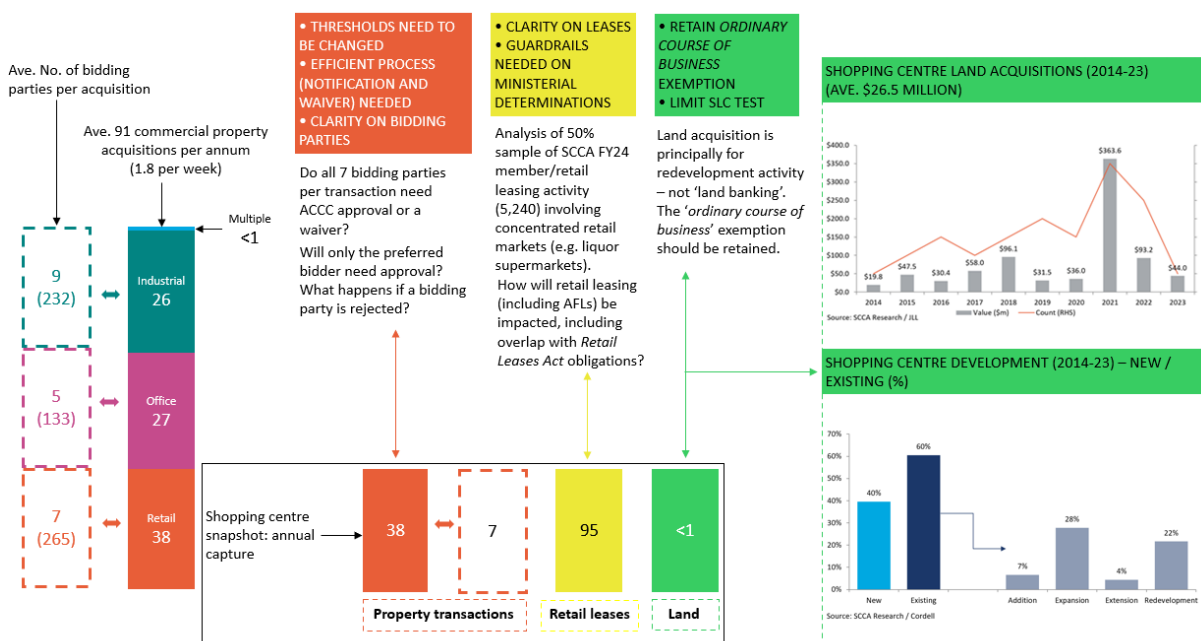 Ave. No. of bidding
parties per acquisition
Ave. 91 commercial property
acquisitions per annum
(1.8 per week)
Multiple
<1
9
(232)
Industrial
26
5
(133)
Office
27
7
(265)
Retail
38
• THRESHOLDS NEED TO
BE CHANGED
• EFFICIENT PROCESS
(NOTIFICATION AND
WAIVER) NEEDED
• CLARITY ON BIDDING
PARTIES
Do all 7 bidding parties
per transaction need
ACCC approval or a
waiver?
Will only the preferred
bidder need approval?
What happens if a bidding
party is rejected?
• CLARITY ON LEASES
• GUARDRAILS
NEEDED ON
MINISTERIAL
DETERMINATIONS
Analysis of 50%
sample of SCCA FY24
member/retail
leasing activity
(5,240) involving
concentrated retail
markets (e.g. liquor
supermarkets).
How will retail leasing
(including AFLs) be
impacted, including
overlap with Retail
Leases Act obligations?
• RETAIN ORDINARY
COURSE OF
BUSINESS
EXEMPTION
• LIMIT SLC TEST
Land acquisition is
principally for
redevelopment activity
– not ‘land banking’.
The ‘ordinary course of
business’ exemption
should be retained.
Shopping centre
snapshot: annual
capture
38
7
95
<1
Property transactions
Retail leases
Land
SHOPPING CENTRE LAND ACQUISITIONS (2014-23)
(AVE. $26.5 MILLION)
$400.0
$350.0
$300.0
$250.0
$200.0
$150.0
$100.0
$50.0
$0.0
$19.8
$47.5
$30.4
$58.0
$96.1
$31.5
$36.0
$363.6
$93.2
$44.0
2014 2015 2016 2017 2018 2019 2020 2021 2022 2023
Value ($m) Count (RHS)
Source: SCCA Research / JLL
SHOPPING CENTRE DEVELOPMENT (2014-23) – NEW /
EXISTING (%)
70%
60%
50%
40%
30%
20%
10%
0%
40%
60%
7%
28%
4%
22%
New Existing Addition Expansion Extension Redevelopment
Source: SCCA Research / Cordell